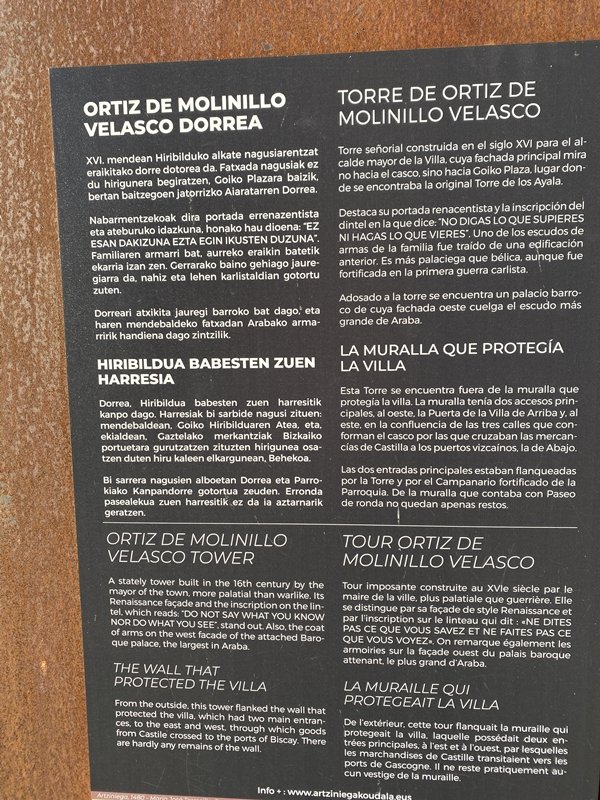 ORTIZ DE MOLINILLO
VELASCO DORREA
XVI. mendean Hiribilduko alkate nagusiarentzat
eraikitako dorre dotorea da. Fatxada nagusiak ez
du hirigunera begiratzen, Goiko Plazara baizik,
bertan baitzegoen jatorrizko Aiaratarren Dorrea.
Nabarmentzekoak dira portada errenazentista
eta ateburuko idazkuna, honako hau dioena: "EZ
ESAN DAKIZUNA EZTA EGIN IKUSTEN DUZUNA".
Familiaren armarri bat, aurreko eraikin batetik
ekarria izan zen. Gerrarako baino gehiago jaure-
giarra da, nahiz eta lehen karlistaldian gotortu
zuten.
Dorreari atxikita jauregi barroko bat dago, eta
haren mendebaldeko fatxadan Arabako arma-
rririk handiena dago zintzilik.
HIRIBILDUA BABESTEN ZUEN
HARRESIA
Dorrea, Hiribildua babesten zuen harresitik
kanpo dago. Harresiak bi sarbide nagusi zituen:
mendebaldean, Goiko Hiribilduaren Atea, eta,
ekialdean, Gaztelako merkantziak Bizkaiko
portuetara gurutzatzen zituzten hirigunea osa-
tzen duten hiru kaleen elkargunean, Behekoa.
Bi sarrera nagusien alboetan Dorrea eta Parro-
kiako Kanpandorre gotortua zeuden. Erronda
pasealekua zuen harresitik ez da ia aztarnarik
geratzen.
TORRE DE ORTIZ DE
MOLINILLO VELASCO
Torre señorial construida en el siglo XVI para el al-
calde mayor de la Villa, cuya fachada principal mira
no hacia el casco, sino hacia Goiko Plaza, lugar don-
de se encontraba la original Torre de los Ayala.
Destaca su portada renacentista y la inscripción del
dintel en la que dice: "NO DIGAS LO QUE SUPIERES
NI HAGAS LO QUE VIERES". Uno de los escudos de
armas de la familia fue traído de una edificación
anterior. Es más palaciega que bélica, aunque fue
fortificada en la primera guerra carlista.
Adosado a la torre se encuentra un palacio barro-
co de cuya fachada oeste cuelga el escudo más
grande de Araba.
LA MURALLA QUE PROTEGÍA
LA VILLA
Esta Torre se encuentra fuera de la muralla que
protegía la villa. La muralla tenía dos accesos prin-
cipales, al oeste, la Puerta de la Villa de Arriba y, al
este, en la confluencia de las tres calles que con-
forman el casco por las que cruzaban las mercan-
cías de Castilla a los puertos vizcaínos, la de Abajo.
Las dos entradas principales estaban flanqueadas
por la Torre y por el Campanario fortificado de la
Parroquia. De la muralla que contaba con Paseo
de ronda no quedan apenas restos.
ORTIZ DE MOLINILLO
VELASCO TOWER
A stately tower built in the 16th century by the
mayor of the town, more palatial than warlike. Its
Renaissance façade and the inscription on the lin-
tel, which reads: "DO NOT SAY WHAT YOU KNOW
NOR DO WHAT YOU SEE", stand out. Also, the coat
of arms on the west facade of the attached Baro-
que palace, the largest in Araba.
THE WALL THAT
PROTECTED THE VILLA
From the outside, this tower flanked the wall that
protected the villa, which had two main entran-
ces, to the east and west, through which goods
from Castile crossed to the ports of Biscay. There
are hardly any remains of the wall.
TOUR ORTIZ DE
MOLINILLO VELASCO
Tour imposante construite au XVIe siècle par le
maire de la ville, plus palatiale que guerrière. Elle
se distingue par sa façade de style Renaissance et
par l'inscription sur le linteau qui dit : «NE DITES
PAS CE QUE VOUS SAVEZ ET NE FAITES PAS CE
QUE VOUS VOYEZ». On remarque également les
armoiries sur la façade ouest du palais baroque
attenant, le plus grand d'Araba.
LA MURAILLE QUI
PROTEGEAIT LA VILLA
De l'extérieur, cette tour flanquait la muraille qui
protegeait la villa, laquelle possédait deux en-
trées principales, à l'est et à l'ouest, par lesquelles
les marchandises de Castille transitaient vers les
ports de Gascogne. Il ne reste pratiquement au-
cun vestige de la muraille.
Info + : www.artziniegakoudala.eus
Artziniega, 1480 - María José